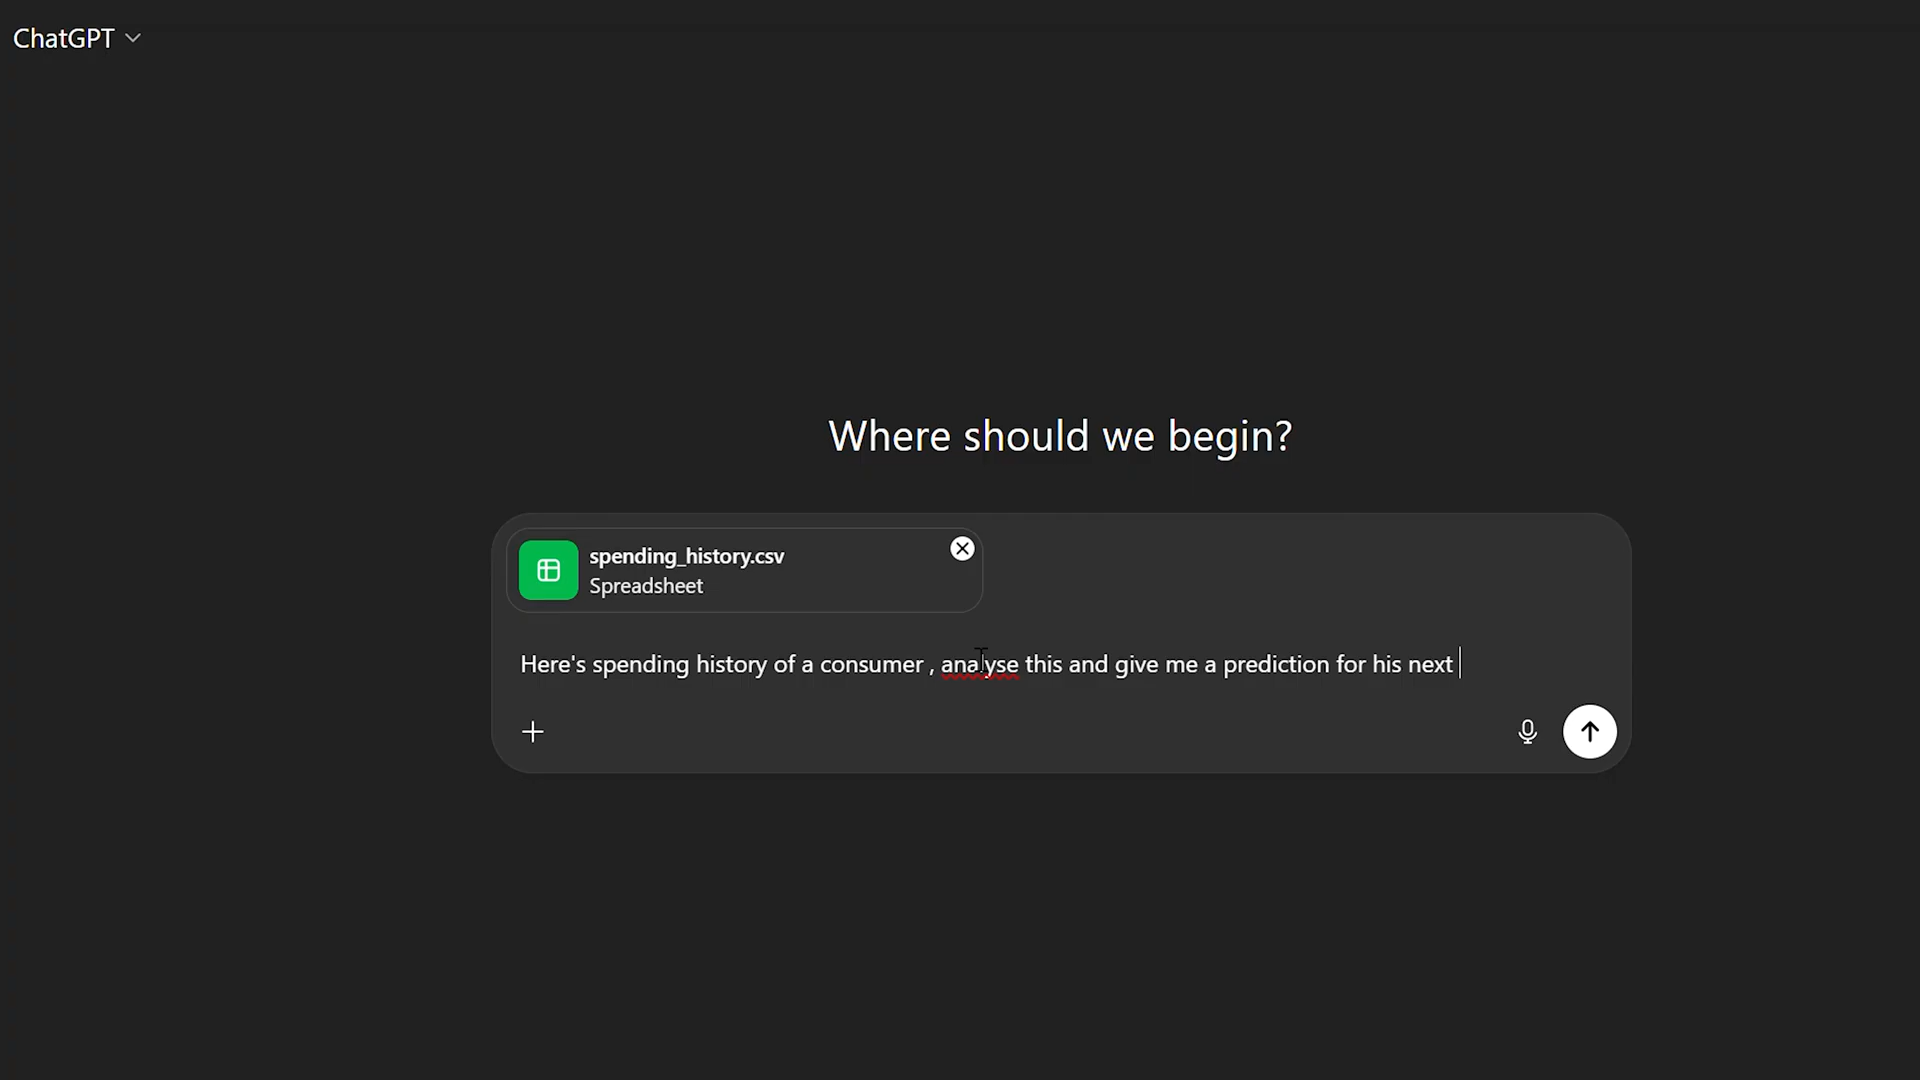 ChatGPT
Where should we begin?
spending_history.csv
Spreadsheet
Here's spending history of a consumer , analyse this and give me a prediction for his next